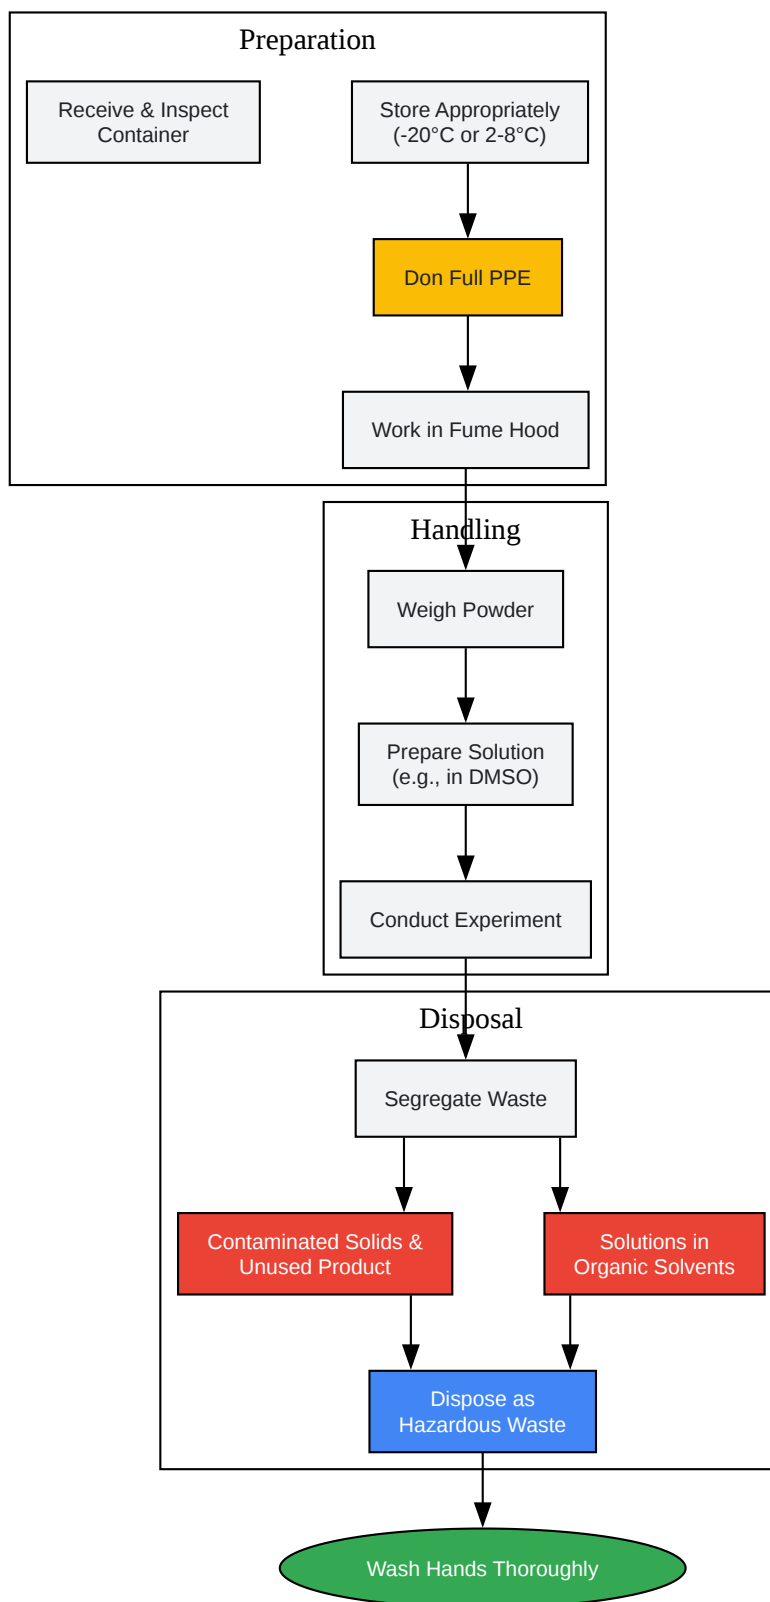 Preparation
Receive & Inspect
Container
Store Appropriately
(-20°C or 2-8°C)
Don Full PPE
Work in Fume Hood
Handling
Weigh Powder
Prepare Solution
(e.g., in DMSO)
Conduct Experiment
Disposal
Segregate Waste
Contaminated Solids &
Unused Product
Solutions in
Organic Solvents
Dispose as
Hazardous Waste
Wash Hands Thoroughly